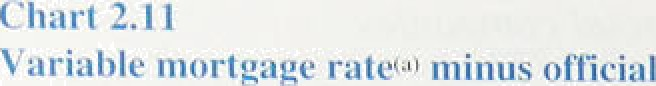 Chart 2.11
Variable mortgage rate(a) minus official